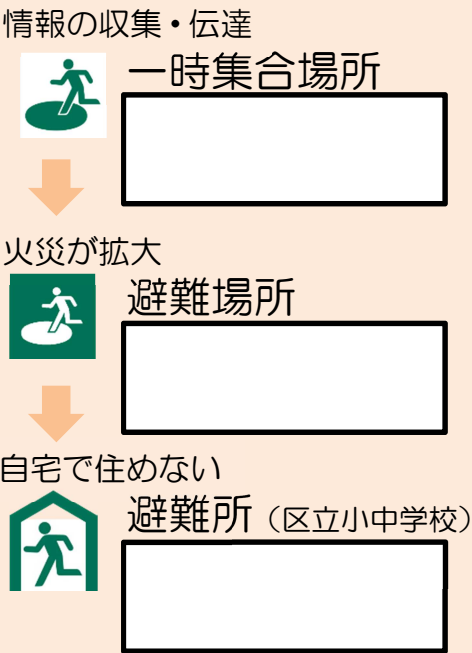 情報の収集・伝達
一時集合場所
火災が拡大
避難場所
自宅で住めない
避難所（区立小中学校）